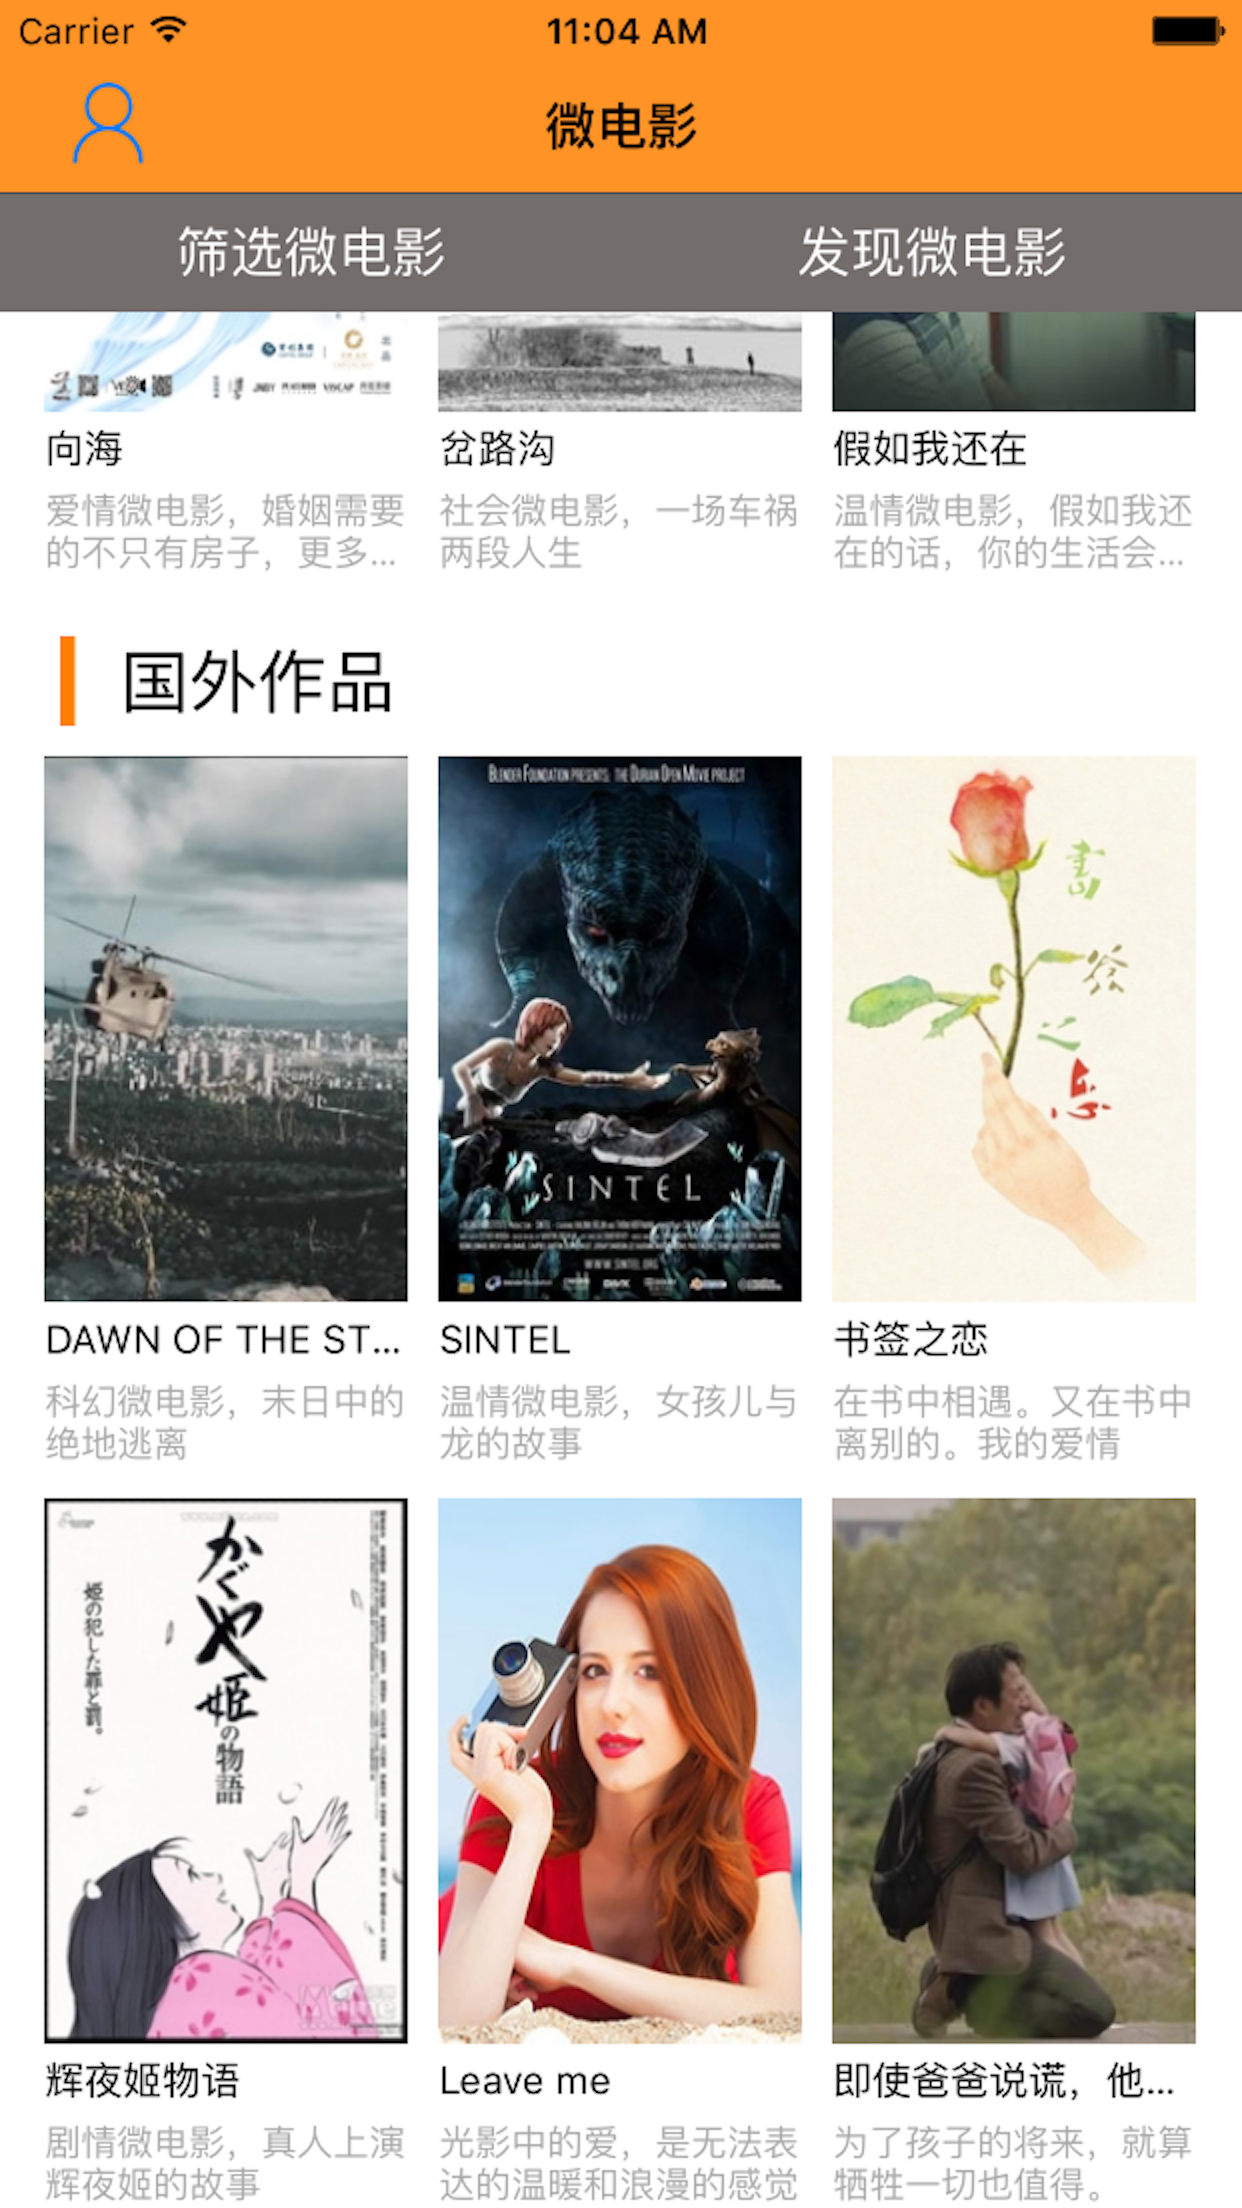 Carrier 11:04 AM
微电影
筛选微电影 发现微电影
JNBY VISCAP
向海
爱情微电影，婚姻需要
的不只有房子，更多...
岔路沟
社会微电影，一场车祸
两段人生
假如我还在
温情微电影，假如我还
在的话，你的生活会...
国外作品
BLENDER FOUNDATION PRESENTS: THE DURIAN OPEN MOVIE PROJECT
SINTEL
WWW.SINTEL.ORG
書
签
之
恋
DAWN OF THE ST...
科幻微电影，末日中的
绝地逃离
SINTEL
温情微电影，女孩儿与
龙的故事
书签之恋
在书中相遇。又在书中
离别的。我的爱情
かぐや姫の物語
姫の犯した罪と罰。
辉夜姬物语
剧情微电影，真人上演
辉夜姬的故事
Leave me
光影中的爱，是无法表
达的温暖和浪漫的感觉
即使爸爸说谎，他...
为了孩子的将来，就算
牺牲一切也值得。